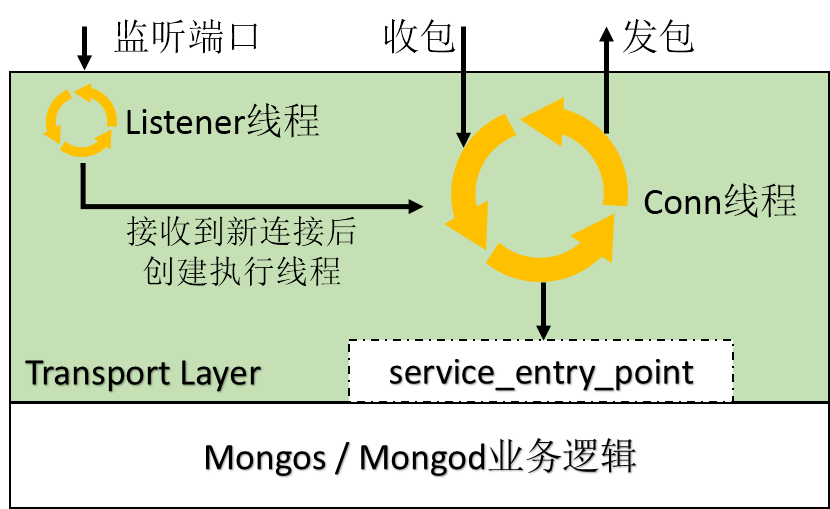 监听端口
收包
发包
Listener线程
Conn线程
接收到新连接后
创建执行线程
Transport Layer
service_entry_point
Mongos / Mongod业务逻辑